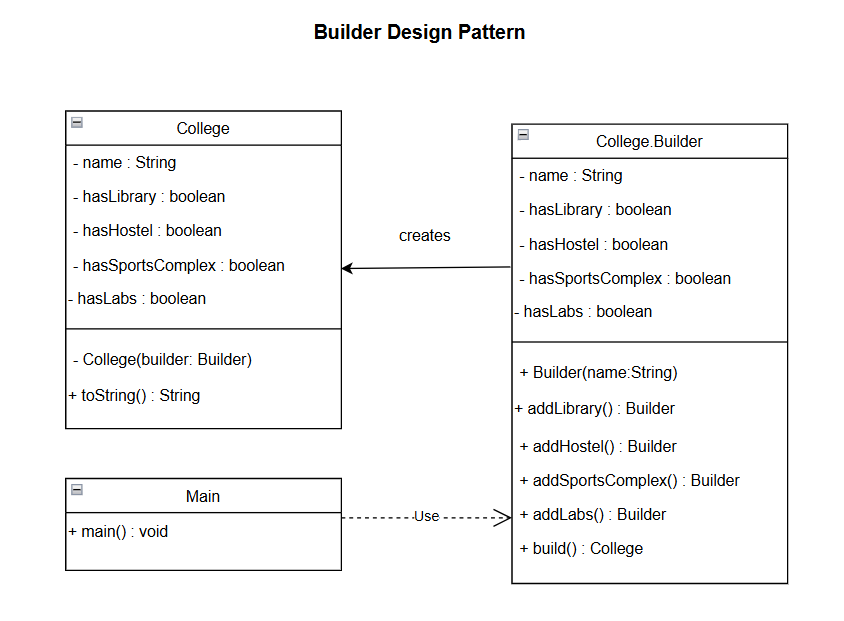 Builder Design Pattern
College
- name : String
- hasLibrary : boolean
- hasHostel : boolean
- hasSportsComplex : boolean
- hasLabs : boolean
- College(builder: Builder)
+ toString() : String
creates
College.Builder
- name : String
- hasLibrary : boolean
- hasHostel : boolean
- hasSportsComplex : boolean
- hasLabs : boolean
+ Builder(name:String)
+ addLibrary() : Builder
+ addHostel() : Builder
+ addSportsComplex() : Builder
+ addLabs() : Builder
+ build() : College
Main
+ main() : void
Use